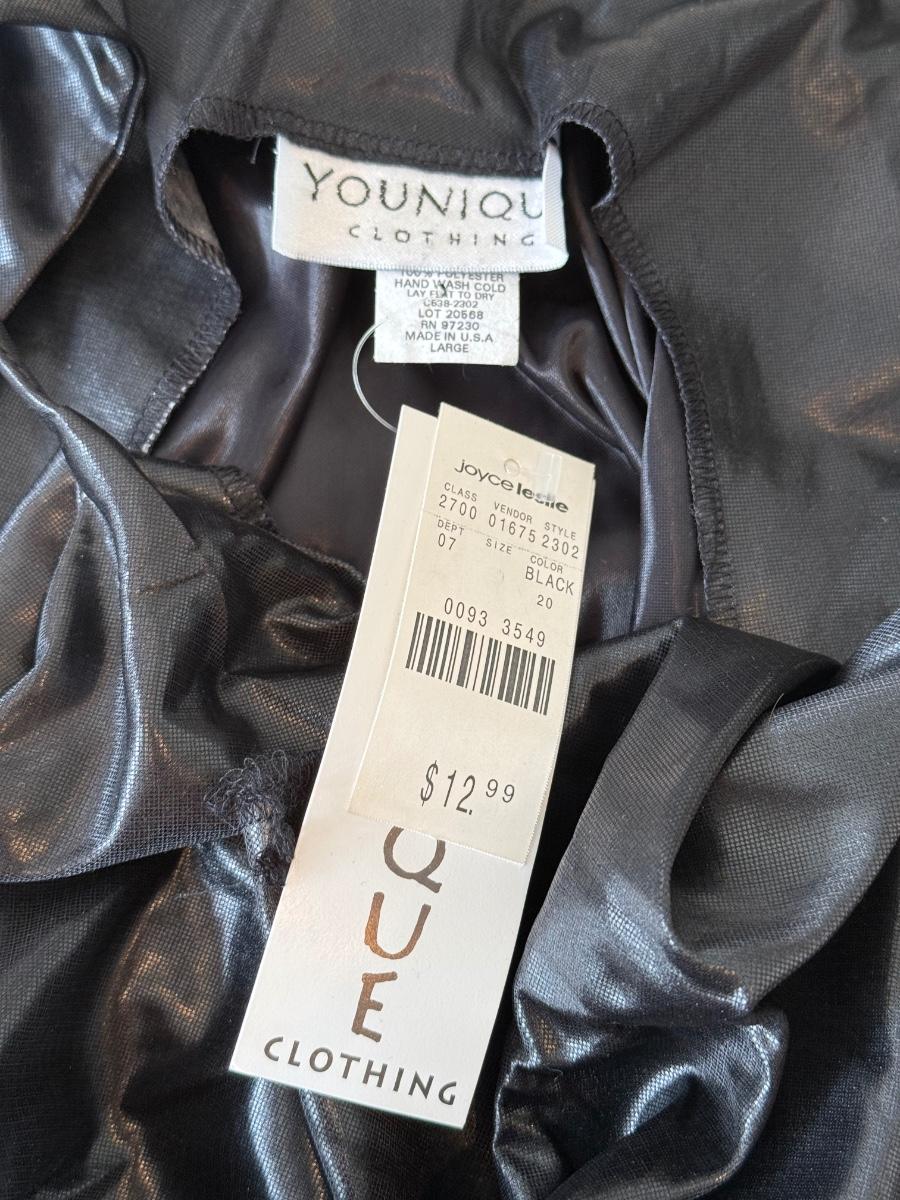 YOUNIQU
CLOTHING
100% POLYESTER
HAND WASH COLD
LAY FLAT TO DRY
C638-2302
LOT 20568
RN 97230
MADE IN U.S.A
LARGE
joyce leslie
CLASS VENDOR STYLE
2700 01675 2302
DEPT SIZE COLOR
07 BLACK
20
0093 3549
$12.99
Q
U
E
CLOTHING